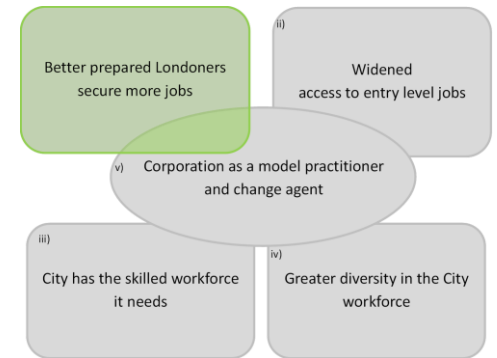 Better prepared Londoners
secure more jobs
ii)
Widened
access to entry level jobs
v)
Corporation as a model practitioner
and change agent
iii)
City has the skilled workforce
it needs
iv)
Greater diversity in the City
workforce